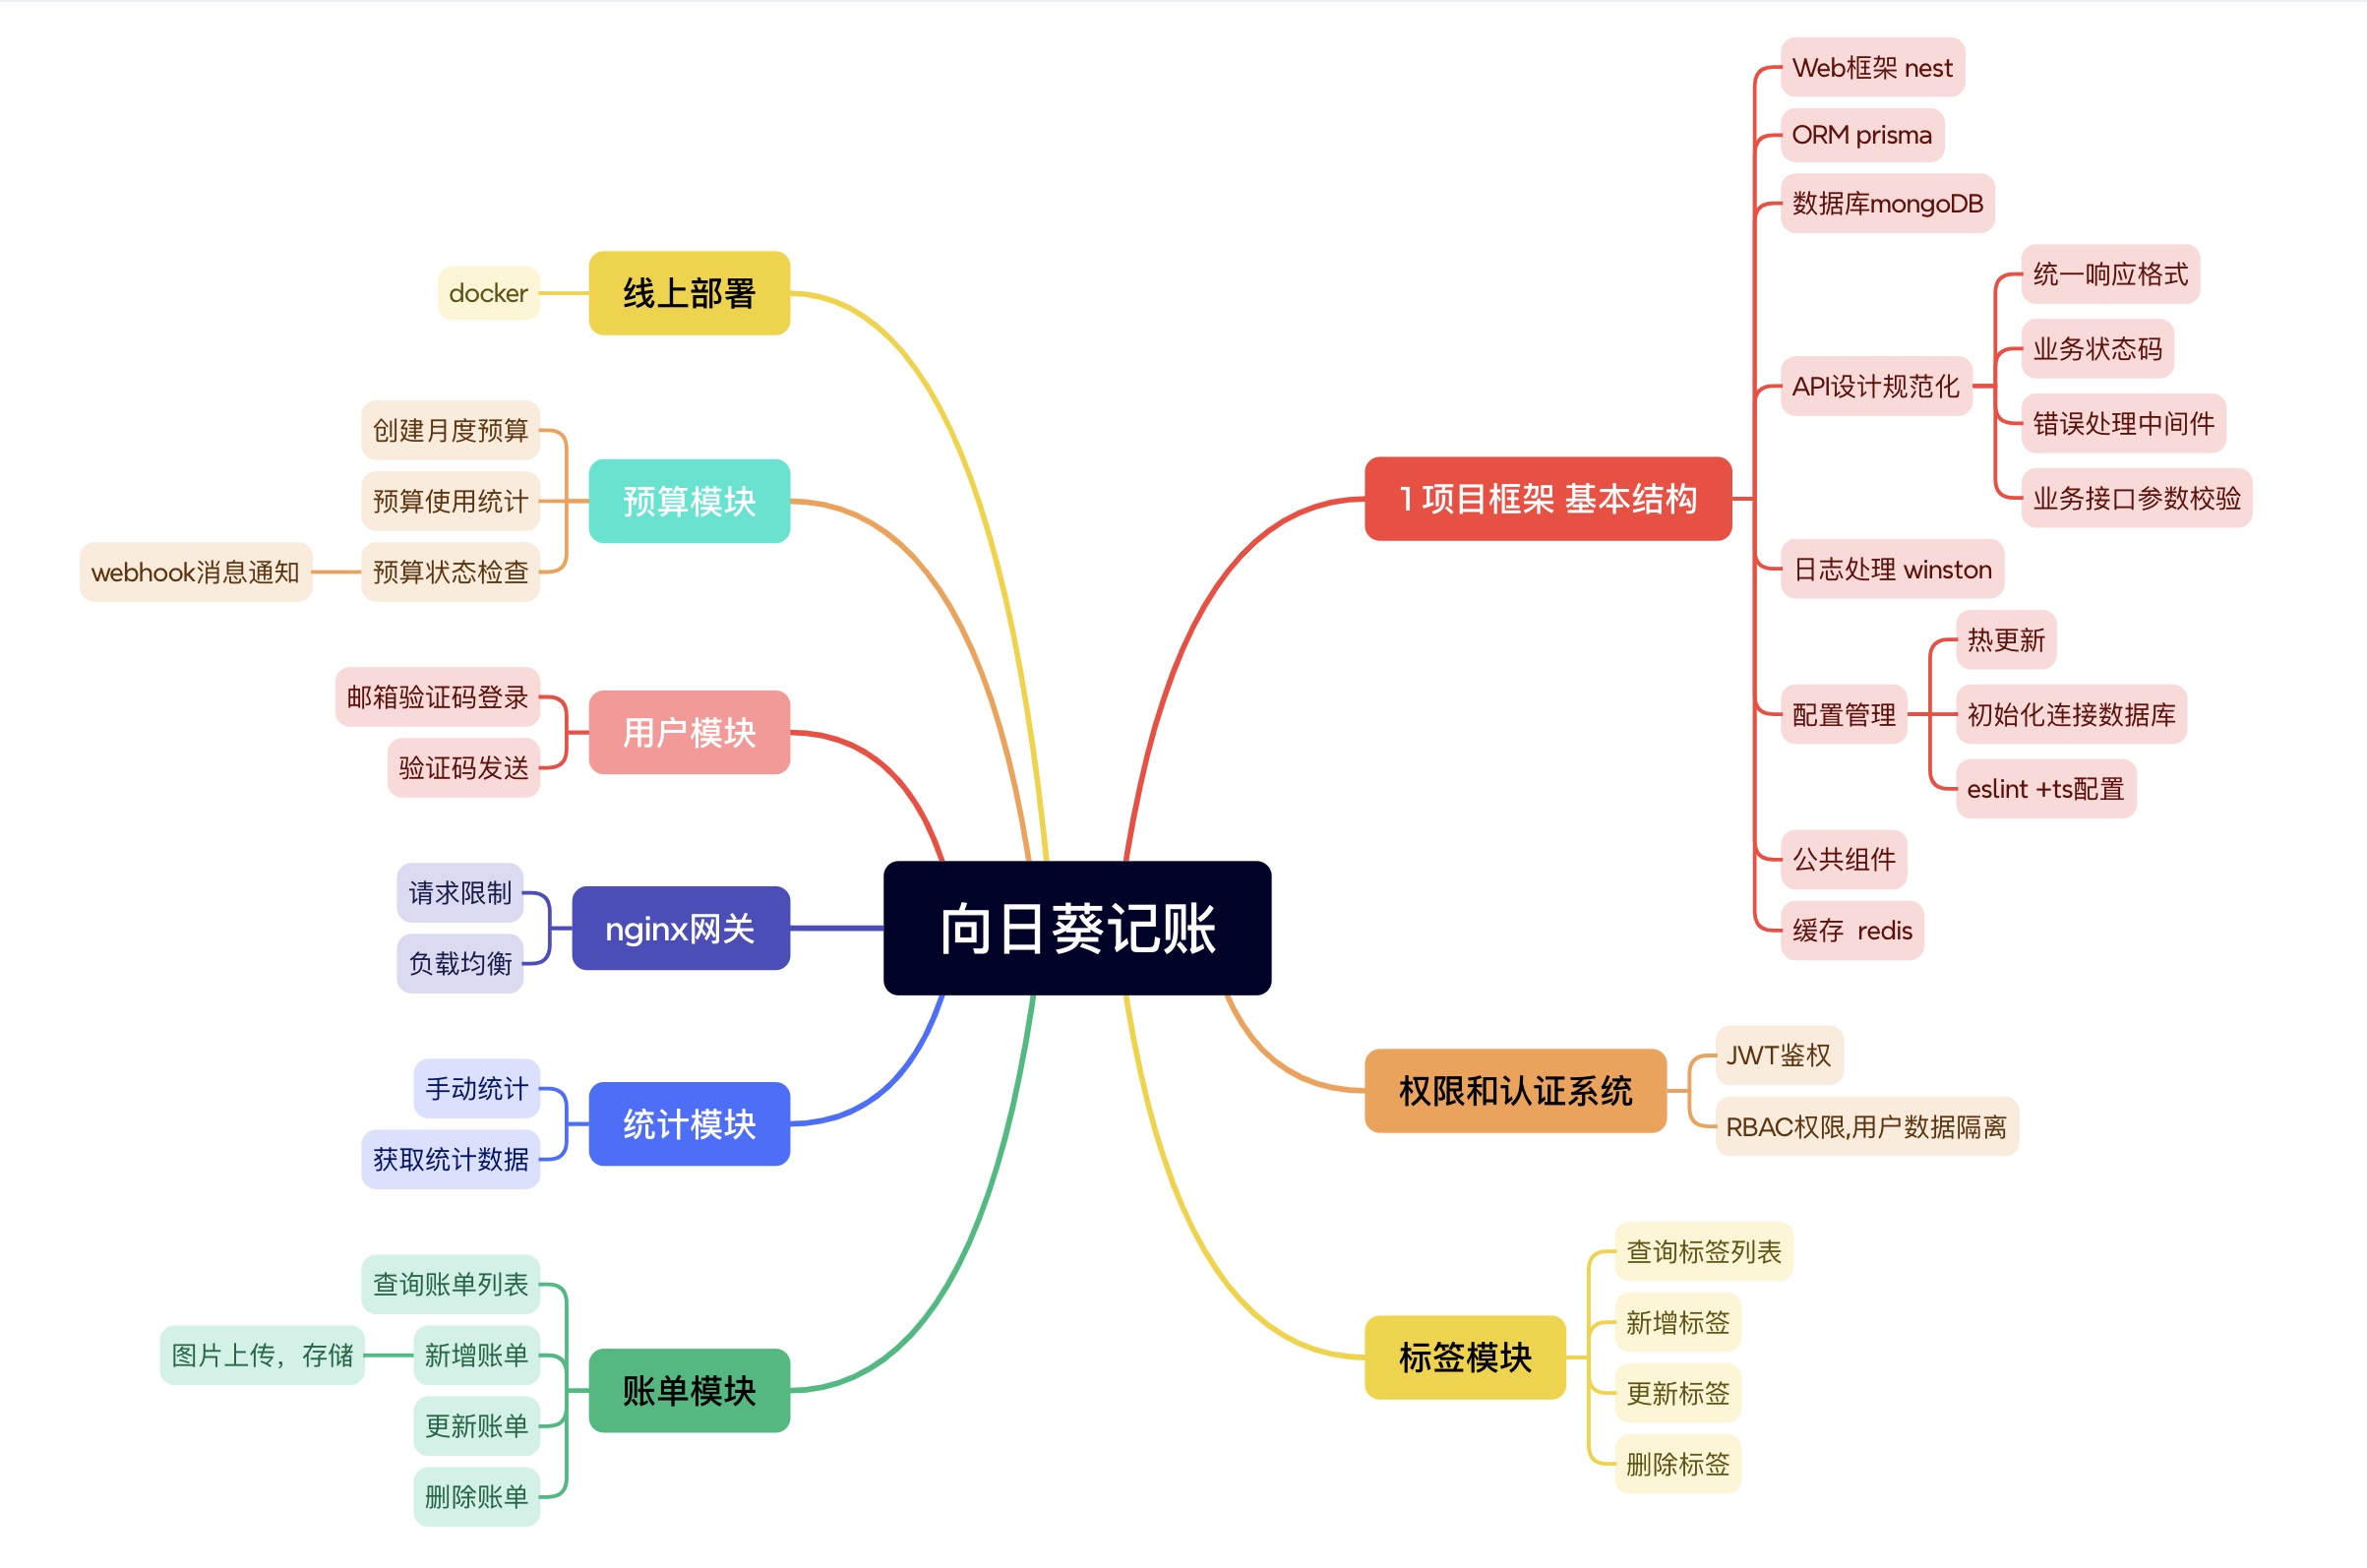 向日葵记账
1 项目框架 基本结构
Web框架 nest
ORM prisma
数据库mongoDB
API设计规范化
统一响应格式
业务状态码
错误处理中间件
业务接口参数校验
日志处理 winston
配置管理
热更新
初始化连接数据库
eslint +ts配置
公共组件
缓存 redis
权限和认证系统
JWT鉴权
RBAC权限,用户数据隔离
标签模块
查询标签列表
新增标签
更新标签
删除标签
线上部署
docker
预算模块
创建月度预算
预算使用统计
预算状态检查
webhook消息通知
用户模块
邮箱验证码登录
验证码发送
nginx网关
请求限制
负载均衡
统计模块
手动统计
获取统计数据
账单模块
查询账单列表
新增账单
图片上传，存储
更新账单
删除账单